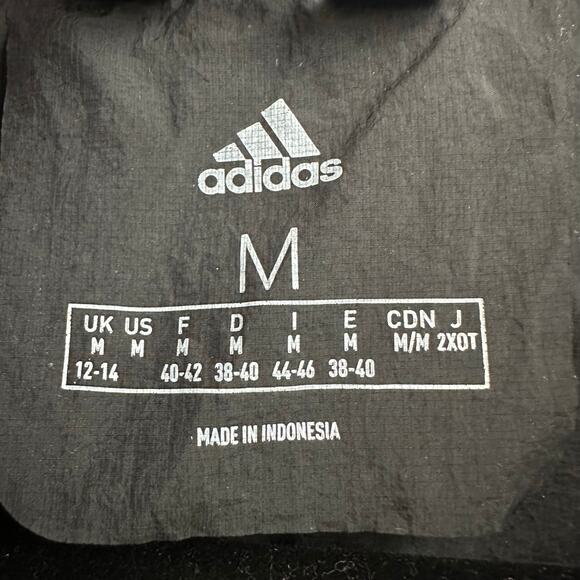 adidas
M
UK US F D I E CDN J
M M M M M M M/M 2XOT
12-14 40-42 38-40 44-46 38-40
MADE IN INDONESIA